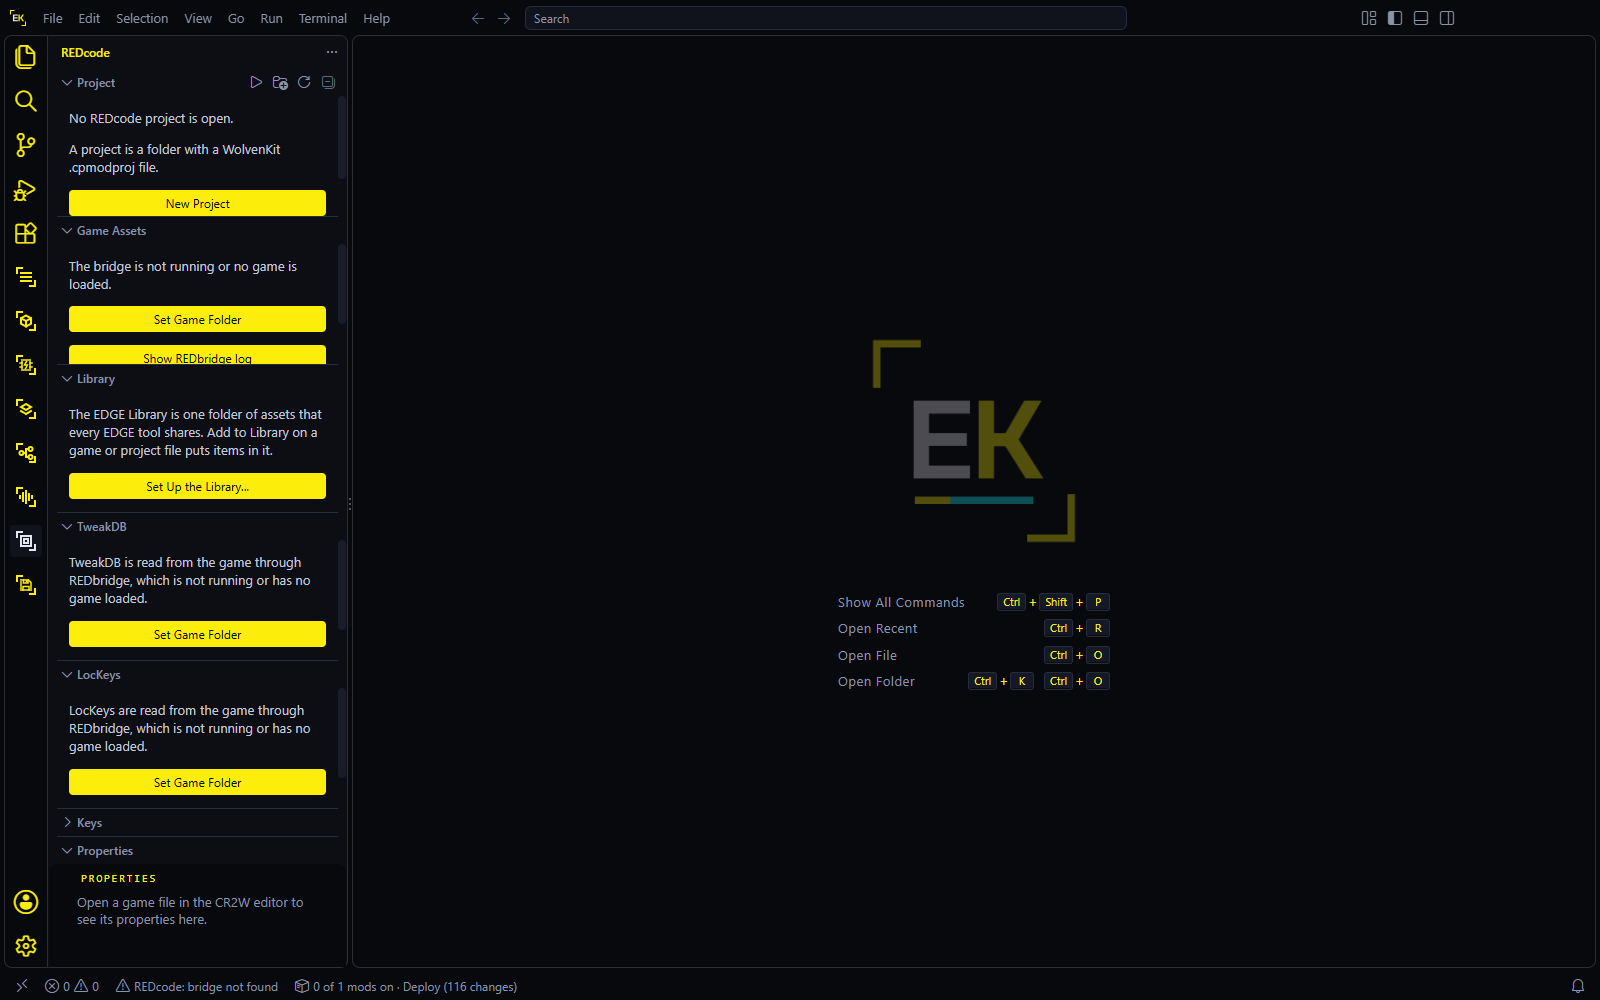 EK File Edit Selection View Go Run Terminal Help Search
REDcode
Project
No REDcode project is open.
A project is a folder with a WolvenKit
.cpmodproj file.
New Project
Game Assets
The bridge is not running or no game is
loaded.
Set Game Folder
Show REDbridge log
Library
The EDGE Library is one folder of assets that
every EDGE tool shares. Add to Library on a
game or project file puts items in it.
Set Up the Library...
TweakDB
TweakDB is read from the game through
REDbridge, which is not running or has no
game loaded.
Set Game Folder
LocKeys
LocKeys are read from the game through
REDbridge, which is not running or has no
game loaded.
Set Game Folder
Keys
Properties
PROPERTIES
Open a game file in the CR2W editor to
see its properties here.
EK
Show All Commands Ctrl + Shift + P
Open Recent Ctrl + R
Open File Ctrl + O
Open Folder Ctrl + K Ctrl + O
0 0 REDcode: bridge not found 0 of 1 mods on · Deploy (116 changes)